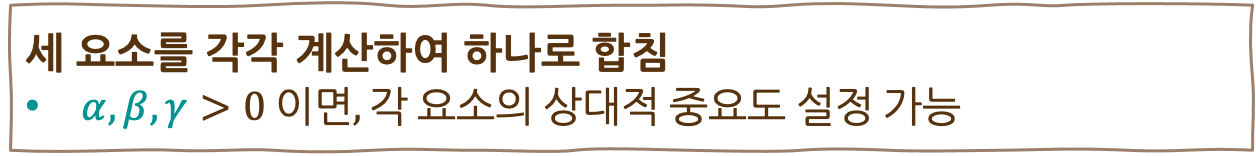 세 요소를 각각 계산하여 하나로 합침
• α, β, γ > 0 이면, 각 요소의 상대적 중요도 설정 가능